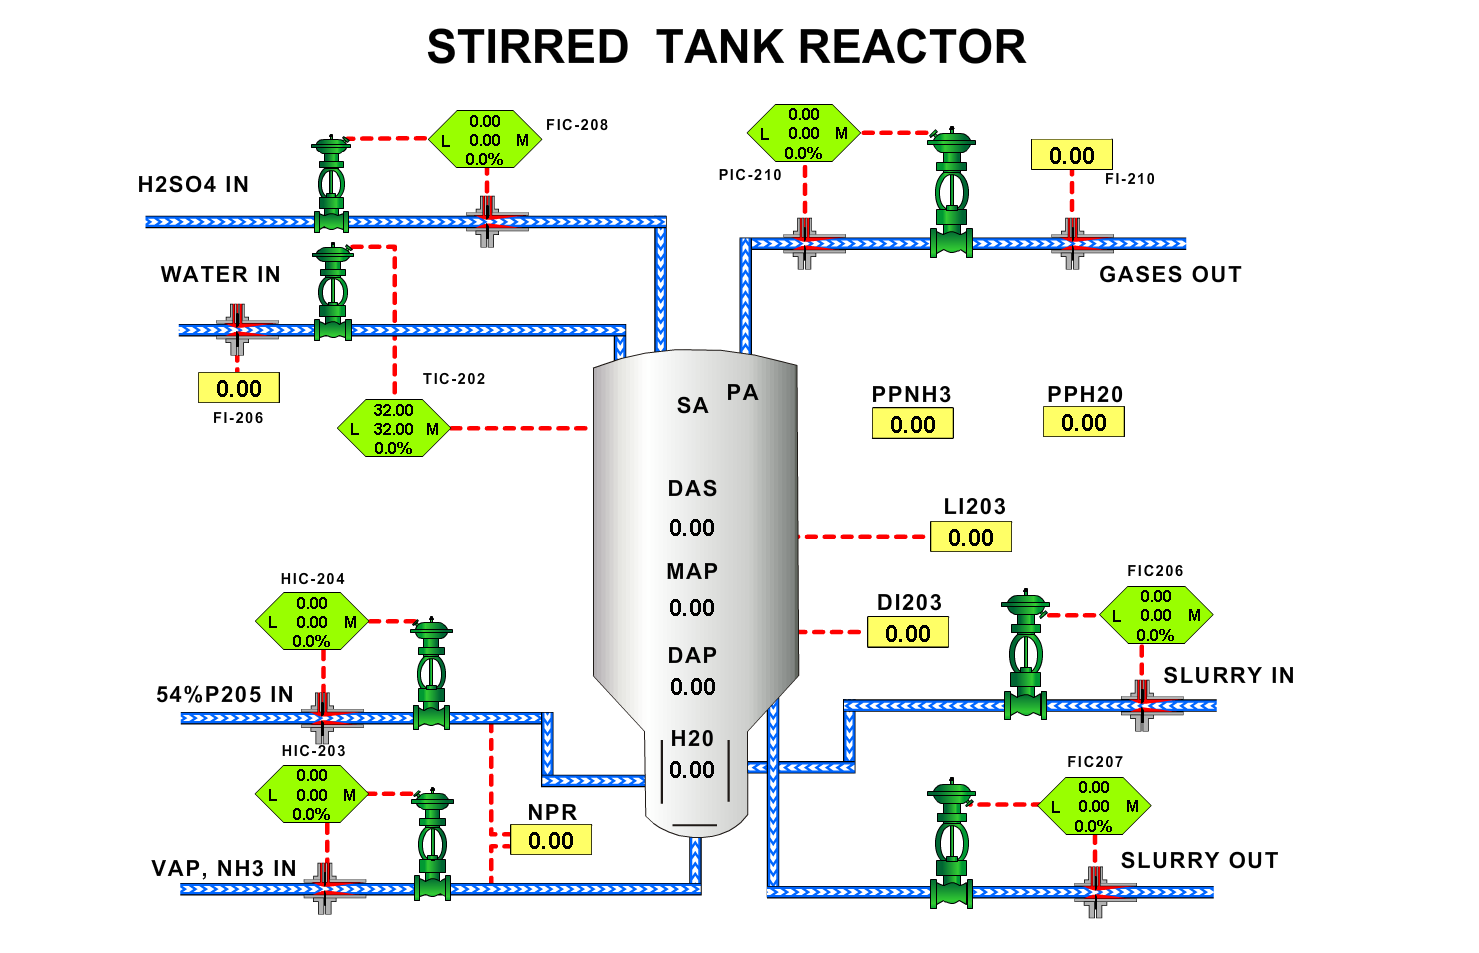 STIRRED TANK REACTOR
0.00
L 0.00 M
0.0%
FIC-208
0.00
L 0.00 M
0.0%
PIC-210
0.00
FI-210
H2SO4 IN
WATER IN
GASES OUT
0.00
FI-206
TIC-202
32.00
L 32.00 M
0.0%
SA
PA
PPNH3
0.00
PPH20
0.00
DAS
0.00
LI203
0.00
MAP
0.00
DI203
0.00
DAP
0.00
H20
0.00
HIC-204
0.00
L 0.00 M
0.0%
54%P205 IN
FIC206
0.00
L 0.00 M
0.0%
SLURRY IN
HIC-203
0.00
L 0.00 M
0.0%
NPR
0.00
VAP, NH3 IN
FIC207
0.00
L 0.00 M
0.0%
SLURRY OUT